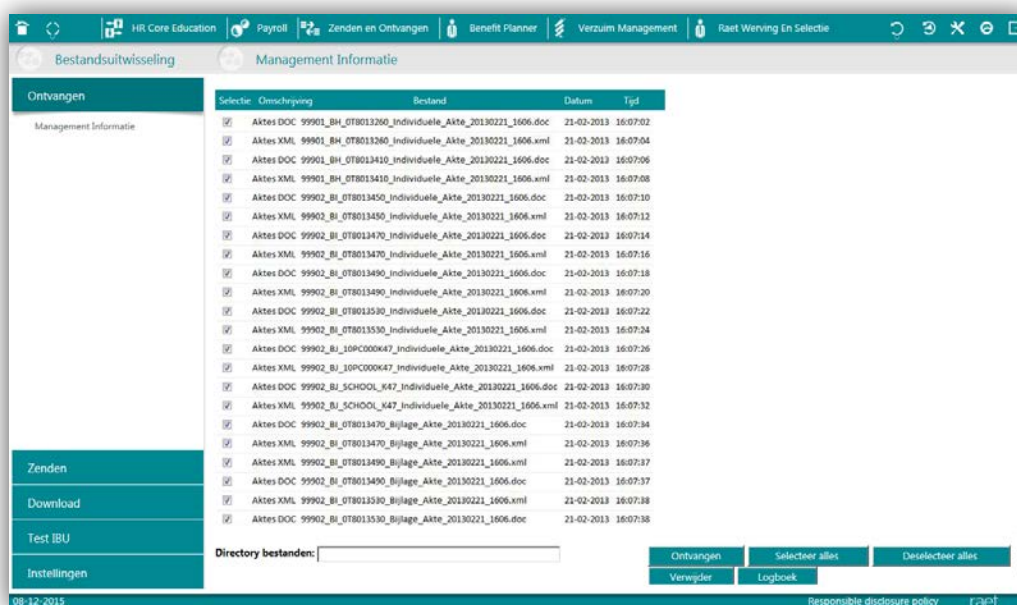 HR Core Education Payroll Zenden en Ontvangen Benefit Planner Verzuim Management Raet Werving En Selectie
Bestandsuitwisseling Management Informatie
Ontvangen
Management Informatie
Selectie Omschrijving Bestand Datum Tijd
Aktes DOC 99901_BH_0T8013260_Individuele_Akte_20130221_1606.doc 21-02-2013 16:07:02
Aktes XML 99901_BH_0T8013260_Individuele_Akte_20130221_1606.xml 21-02-2013 16:07:04
Aktes DOC 99901_BH_0T8013410_Individuele_Akte_20130221_1606.doc 21-02-2013 16:07:06
Aktes XML 99901_BH_0T8013410_Individuele_Akte_20130221_1606.xml 21-02-2013 16:07:08
Aktes DOC 99902_BI_0T8013450_Individuele_Akte_20130221_1606.doc 21-02-2013 16:07:10
Aktes XML 99902_BI_0T8013450_Individuele_Akte_20130221_1606.xml 21-02-2013 16:07:12
Aktes DOC 99902_BI_0T8013470_Individuele_Akte_20130221_1606.doc 21-02-2013 16:07:14
Aktes XML 99902_BI_0T8013470_Individuele_Akte_20130221_1606.xml 21-02-2013 16:07:16
Aktes DOC 99902_BI_0T8013490_Individuele_Akte_20130221_1606.doc 21-02-2013 16:07:18
Aktes XML 99902_BI_0T8013490_Individuele_Akte_20130221_1606.xml 21-02-2013 16:07:20
Aktes DOC 99902_BI_0T8013530_Individuele_Akte_20130221_1606.doc 21-02-2013 16:07:22
Aktes XML 99902_BI_0T8013530_Individuele_Akte_20130221_1606.xml 21-02-2013 16:07:24
Aktes DOC 99902_BJ_10PC000K47_Individuele_Akte_20130221_1606.doc 21-02-2013 16:07:26
Aktes XML 99902_BJ_10PC000K47_Individuele_Akte_20130221_1606.xml 21-02-2013 16:07:28
Aktes DOC 99902_BJ_SCHOOL_K47_Individuele_Akte_20130221_1606.doc 21-02-2013 16:07:30
Aktes XML 99902_BJ_SCHOOL_K47_Individuele_Akte_20130221_1606.xml 21-02-2013 16:07:32
Aktes DOC 99902_BI_0T8013470_Bijlage_Akte_20130221_1606.doc 21-02-2013 16:07:34
Aktes XML 99902_BI_0T8013470_Bijlage_Akte_20130221_1606.xml 21-02-2013 16:07:36
Aktes XML 99902_BI_0T8013490_Bijlage_Akte_20130221_1606.xml 21-02-2013 16:07:37
Aktes DOC 99902_BI_0T8013490_Bijlage_Akte_20130221_1606.doc 21-02-2013 16:07:37
Aktes XML 99902_BI_0T8013530_Bijlage_Akte_20130221_1606.xml 21-02-2013 16:07:38
Aktes DOC 99902_BI_0T8013530_Bijlage_Akte_20130221_1606.doc 21-02-2013 16:07:38
Zenden
Download
Test IBU
Instellingen
Directory bestanden:
Ontvangen Selecteer alles Deselecteer alles
Verwijder Logboek
08-12-2015 Responsible disclosure policy raet